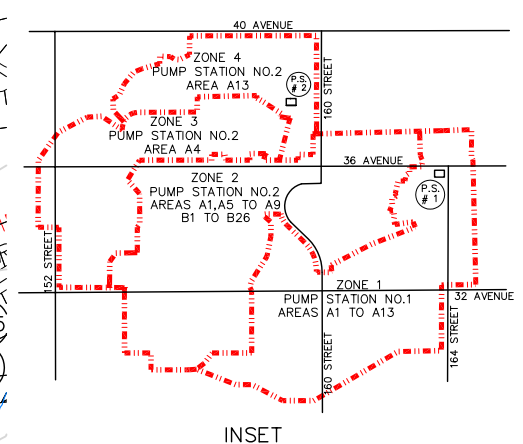 40 AVENUE
ZONE 4
PUMP STATION NO.2
AREA A13
P.S.
# 2
160 STREET
ZONE 3
PUMP STATION NO.2
AREA A4
36 AVENUE
ZONE 2
PUMP STATION NO.2
AREAS A1,A5 TO A9
B1 TO B26
P.S.
# 1
152 STREET
ZONE 1
PUMP STATION NO.1
AREAS A1 TO A13
32 AVENUE
160 STREET
164 STREET
INSET